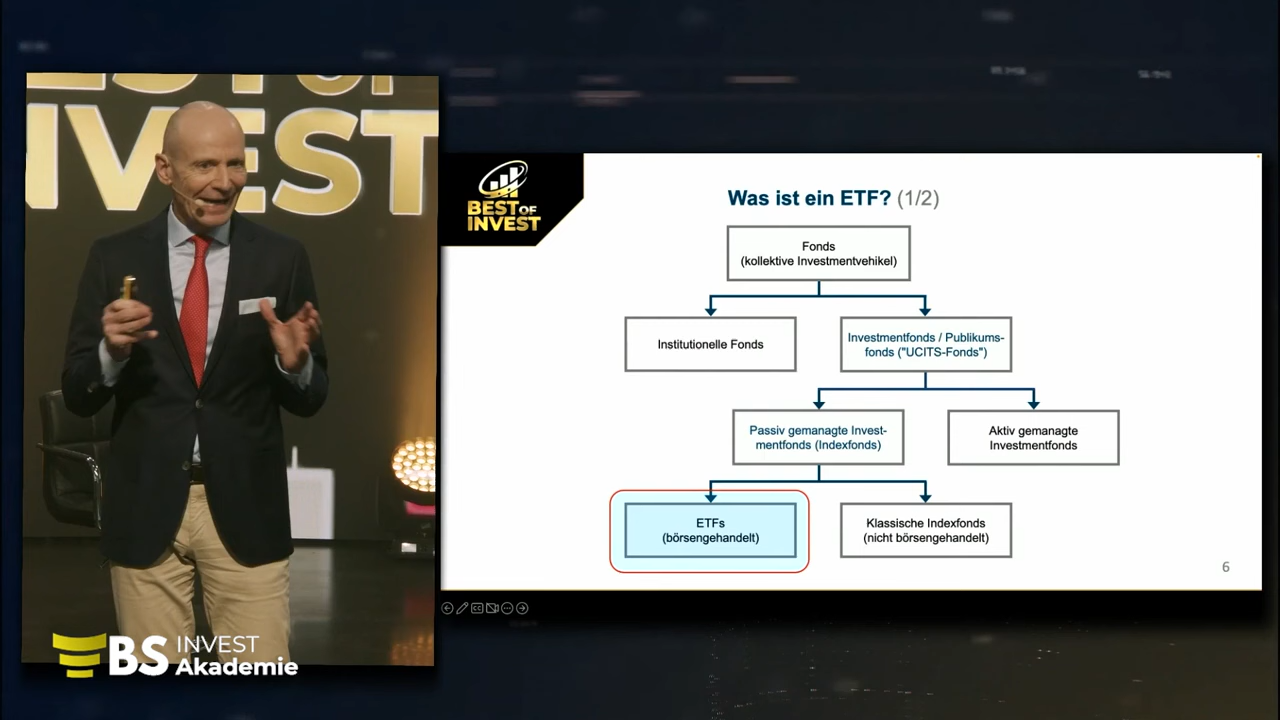 EST OF
INVEST
BS INVEST
Akademie
BEST OF
INVEST
Was ist ein ETF? (1/2)
Fonds
(kollektive Investmentvehikel)
Institutionelle Fonds
Investmentfonds / Publikums-
fonds ("UCITS-Fonds")
Passiv gemanagte Invest-
mentfonds (Indexfonds)
Aktiv gemanagte
Investmentfonds
ETFs
(börsengehandelt)
Klassische Indexfonds
(nicht börsengehandelt)
6